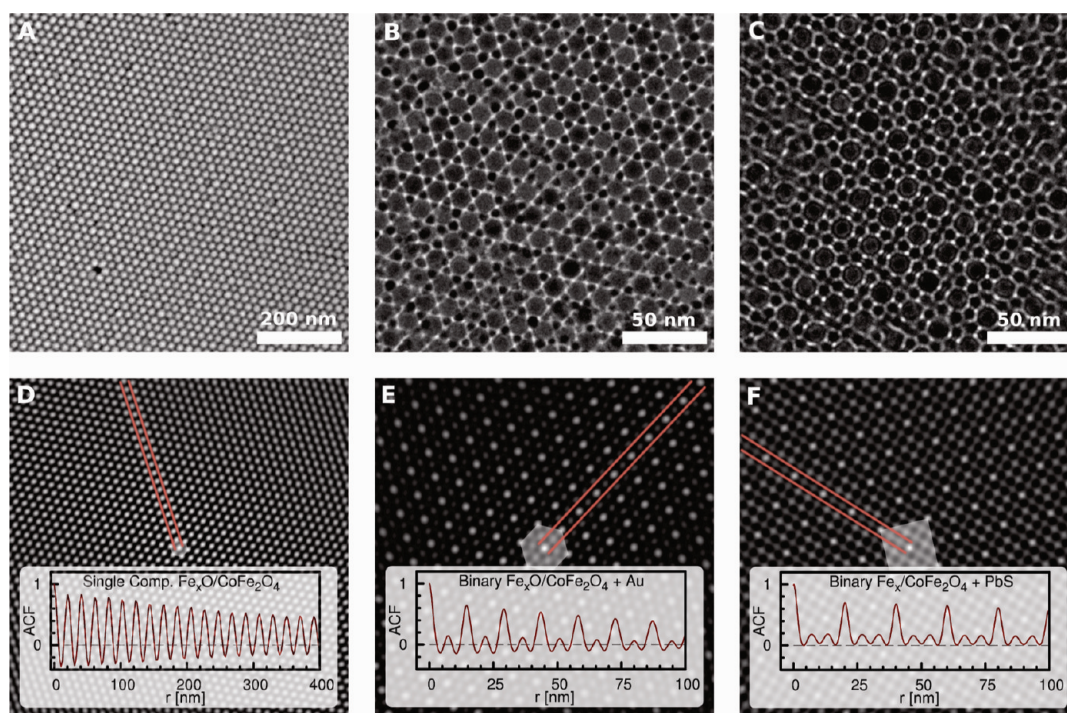 A
200 nm
B
50 nm
C
50 nm
D
Single Comp. FeₓO/CoFe₂O₄
1
0
ACF
0 100 200 300 400
r [nm]
E
Binary FeₓO/CoFe₂O₄ + Au
1
0
ACF
0 25 50 75 100
r [nm]
F
Binary Feₓ/CoFe₂O₄ + PbS
1
0
ACF
0 25 50 75 100
r [nm]